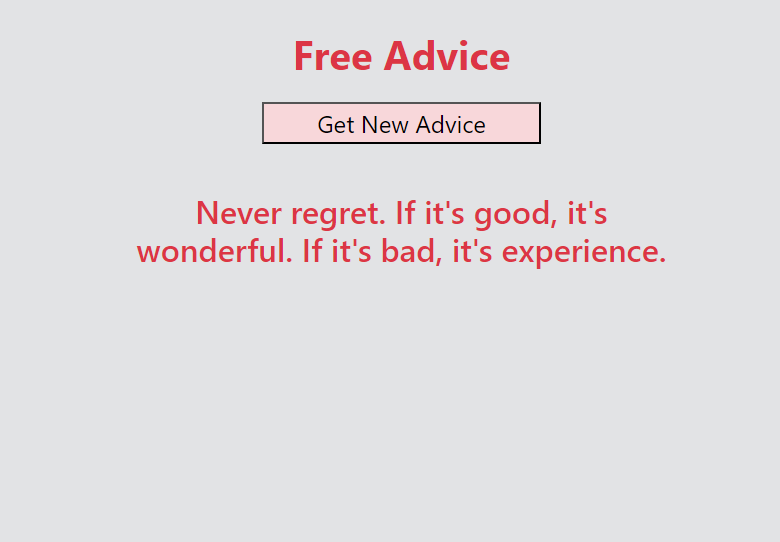 Free Advice
Get New Advice
Never regret. If it's good, it's
wonderful. If it's bad, it's experience.